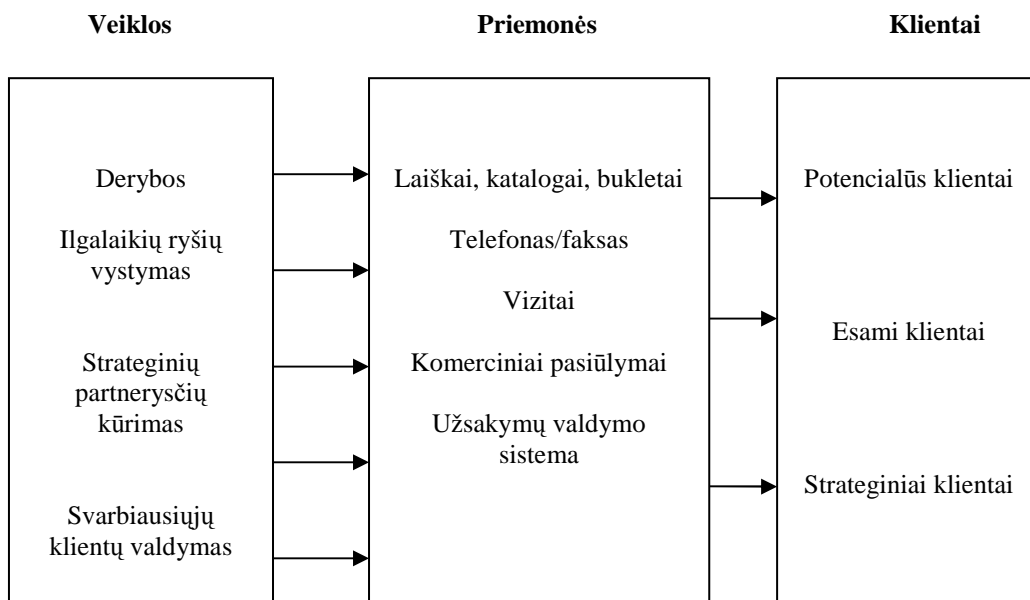 Veiklos
Priemonės
Klientai
Derybos
Ilgalaikių ryšių
vystymas
Strateginių
partnerysčių
kūrimas
Svarbiausiųjų
klientų valdymas
Laiškai, katalogai, bukletai
Telefonas/faksas
Vizitai
Komerciniai pasiūlymai
Užsakymų valdymo
sistema
Potencialūs klientai
Esami klientai
Strateginiai klientai